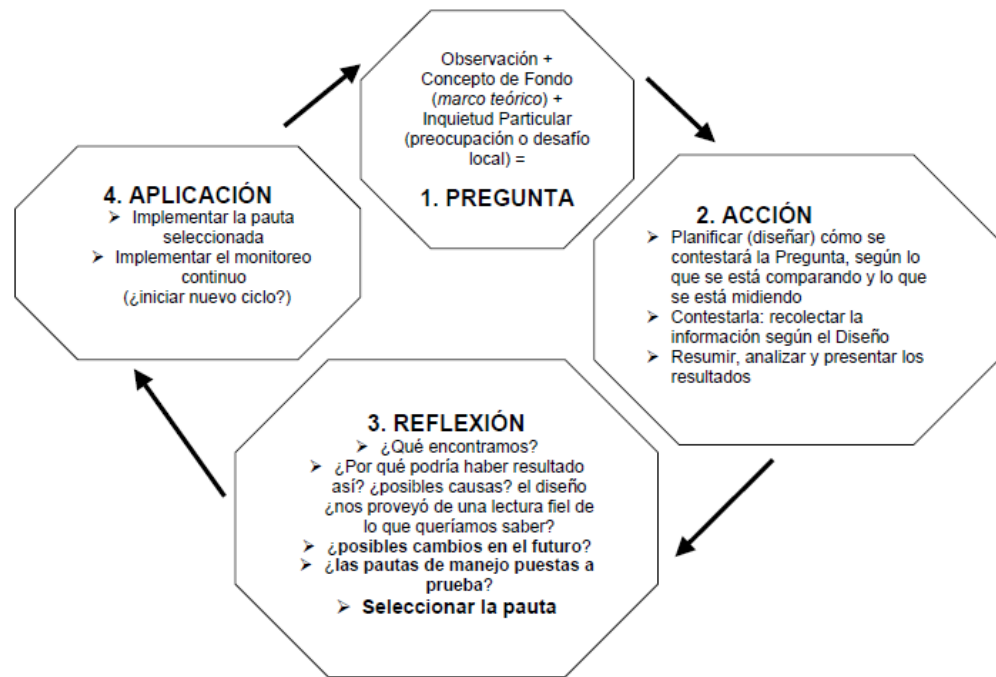 Observación +
Concepto de Fondo
(marco teórico) +
Inquietud Particular
(preocupación o desafío
local) =
1. PREGUNTA
2. ACCIÓN
➢ Planificar (diseñar) cómo se
contestará la Pregunta, según lo
que se está comparando y lo que
se está midiendo
➢ Contestarla: recolectar la
información según el Diseño
➢ Resumir, analizar y presentar los
resultados
3. REFLEXIÓN
➢ ¿Qué encontramos?
➢ ¿Por qué podría haber resultado
así? ¿posibles causas? el diseño
¿nos proveyó de una lectura fiel de
lo que queríamos saber?
➢ ¿posibles cambios en el futuro?
➢ ¿las pautas de manejo puestas a
prueba?
➢ Seleccionar la pauta
4. APLICACIÓN
➢ Implementar la pauta
seleccionada
➢ Implementar el monitoreo
continuo
(¿iniciar nuevo ciclo?)